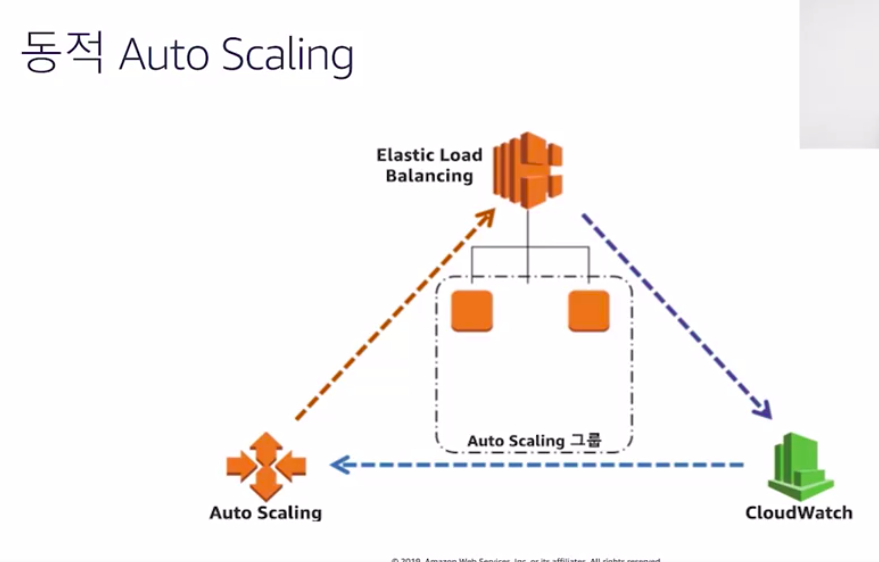 동적 Auto Scaling
Elastic Load
Balancing
Auto Scaling 그룹
Auto Scaling
CloudWatch
© 2019, Amazon Web Services, Inc. or its affiliates. All rights reserved.